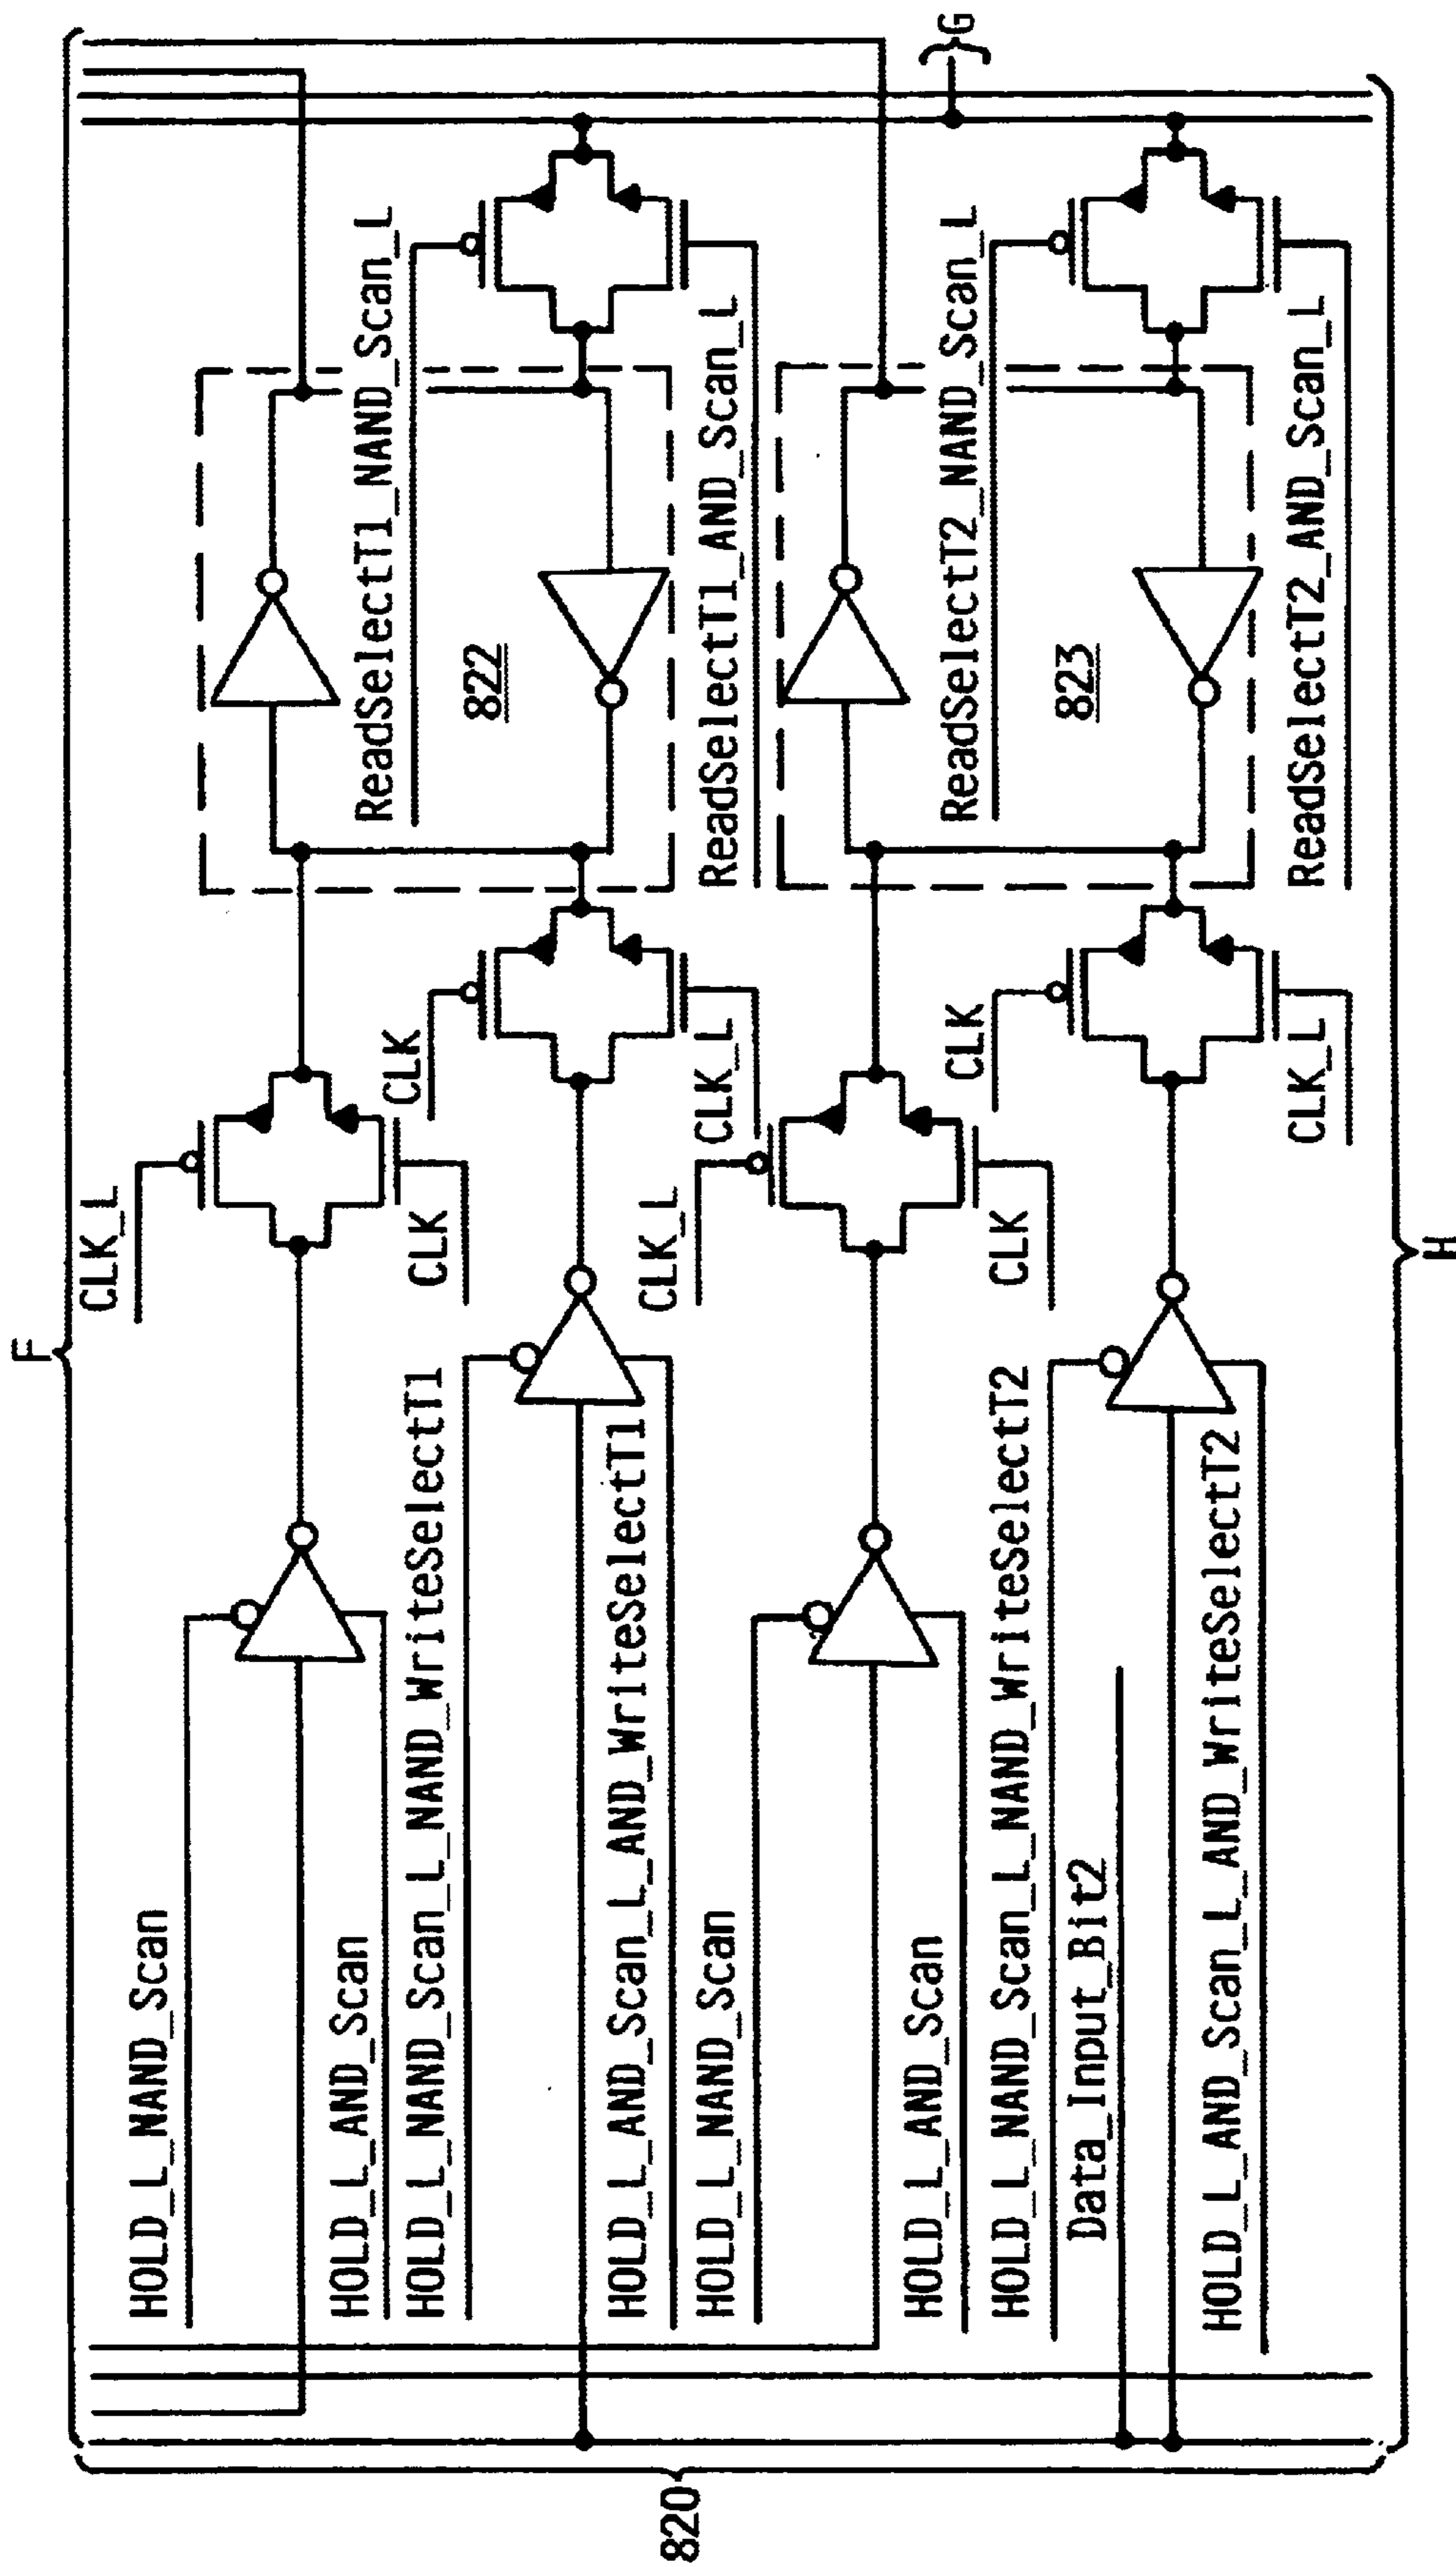 F
820
HOLD_L_NAND_Scan
CLK_L
HOLD_L_AND_Scan
CLK
HOLD_L_NAND_Scan_L_NAND_WriteSelectT1
CLK
ReadSelectT1_NAND_Scan_L
822
HOLD_L_AND_Scan_L_AND_WriteSelectT1
CLK_L
ReadSelectT1_AND_Scan_L
HOLD_L_NAND_Scan
CLK_L
HOLD_L_AND_Scan
CLK
G
HOLD_L_NAND_Scan_L_NAND_WriteSelectT2
CLK
ReadSelectT2_NAND_Scan_L
Data_Input_Bit2
823
HOLD_L_AND_Scan_L_AND_WriteSelectT2
CLK_L
ReadSelectT2_AND_Scan_L
H